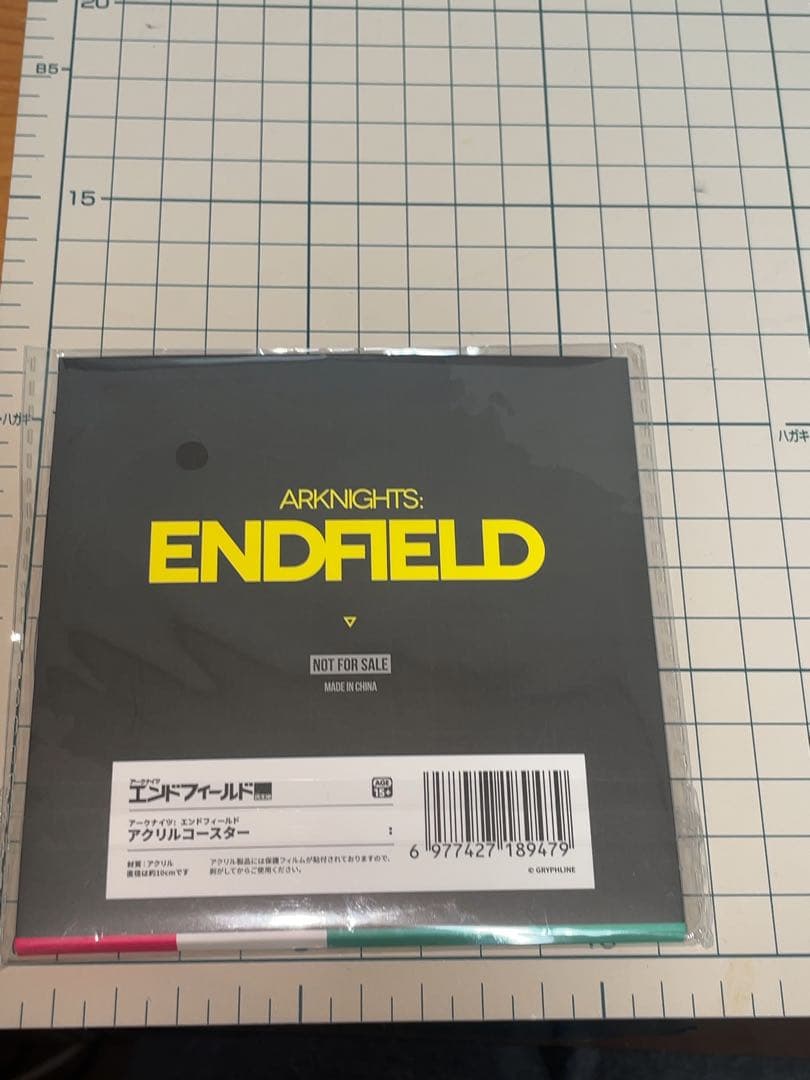 20
85
15
ハガキ
ハガキ
ARKNIGHTS:
ENDFIELD
NOT FOR SALE
MADE IN CHINA
アークナイツ
エンドフィールド
AGE 15+
アークナイツ: エンドフィールド
アクリルコースター
:
材質:アクリル
直径は約10cmです
アクリル製品には保護フィルムが貼付されておりますので、
剥がしてからご使用ください。
6 977427 189479
© GRYPHLINE
10